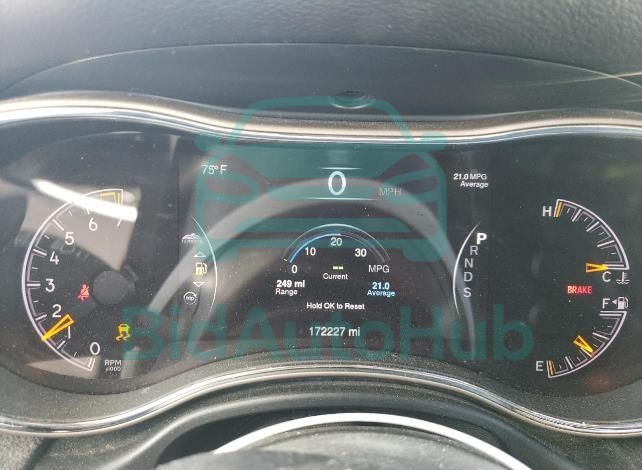 75° F
0
MPH
21.0 MPG
Average
6
5
4
3
2
1
0
RPM
x1000
10
20
30
0
MPG
Current
249 mi
Range
21.0
Average
Hold OK to Reset
172227 mi
trip
P
R
N
D
S
H
C
BRAKE
F
E
BidAutoHub